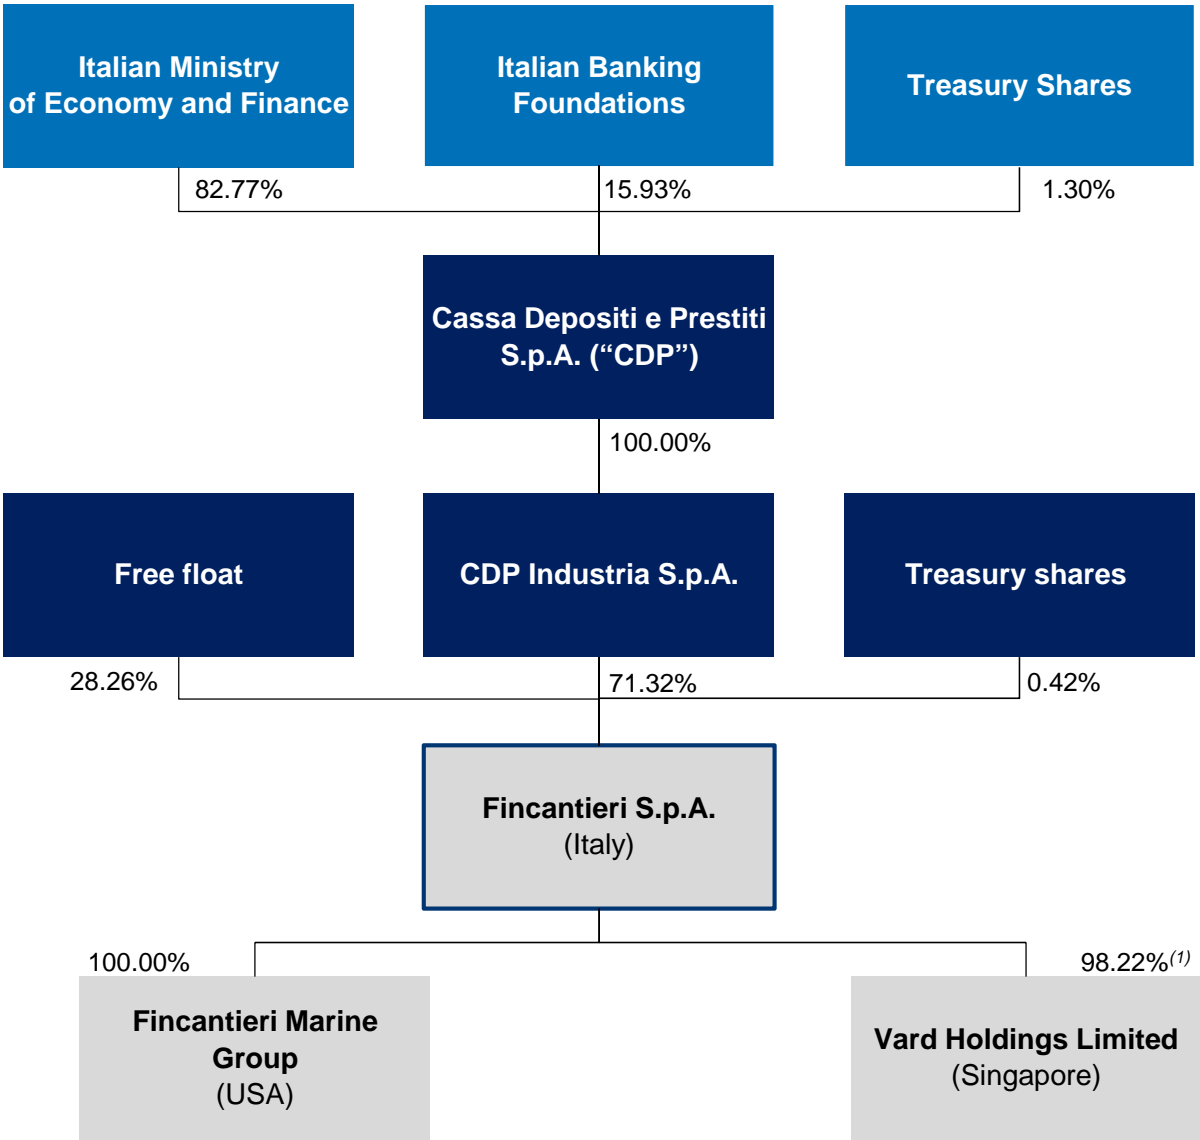 Italian Ministry
of Economy and Finance
Italian Banking
Foundations
Treasury Shares
82.77%
15.93%
1.30%
Cassa Depositi e Prestiti
S.p.A. (“CDP”)
100.00%
Free float
CDP Industria S.p.A.
Treasury shares
28.26%
71.32%
0.42%
Fincantieri S.p.A.
(Italy)
100.00%
98.22%(1)
Fincantieri Marine
Group
(USA)
Vard Holdings Limited
(Singapore)